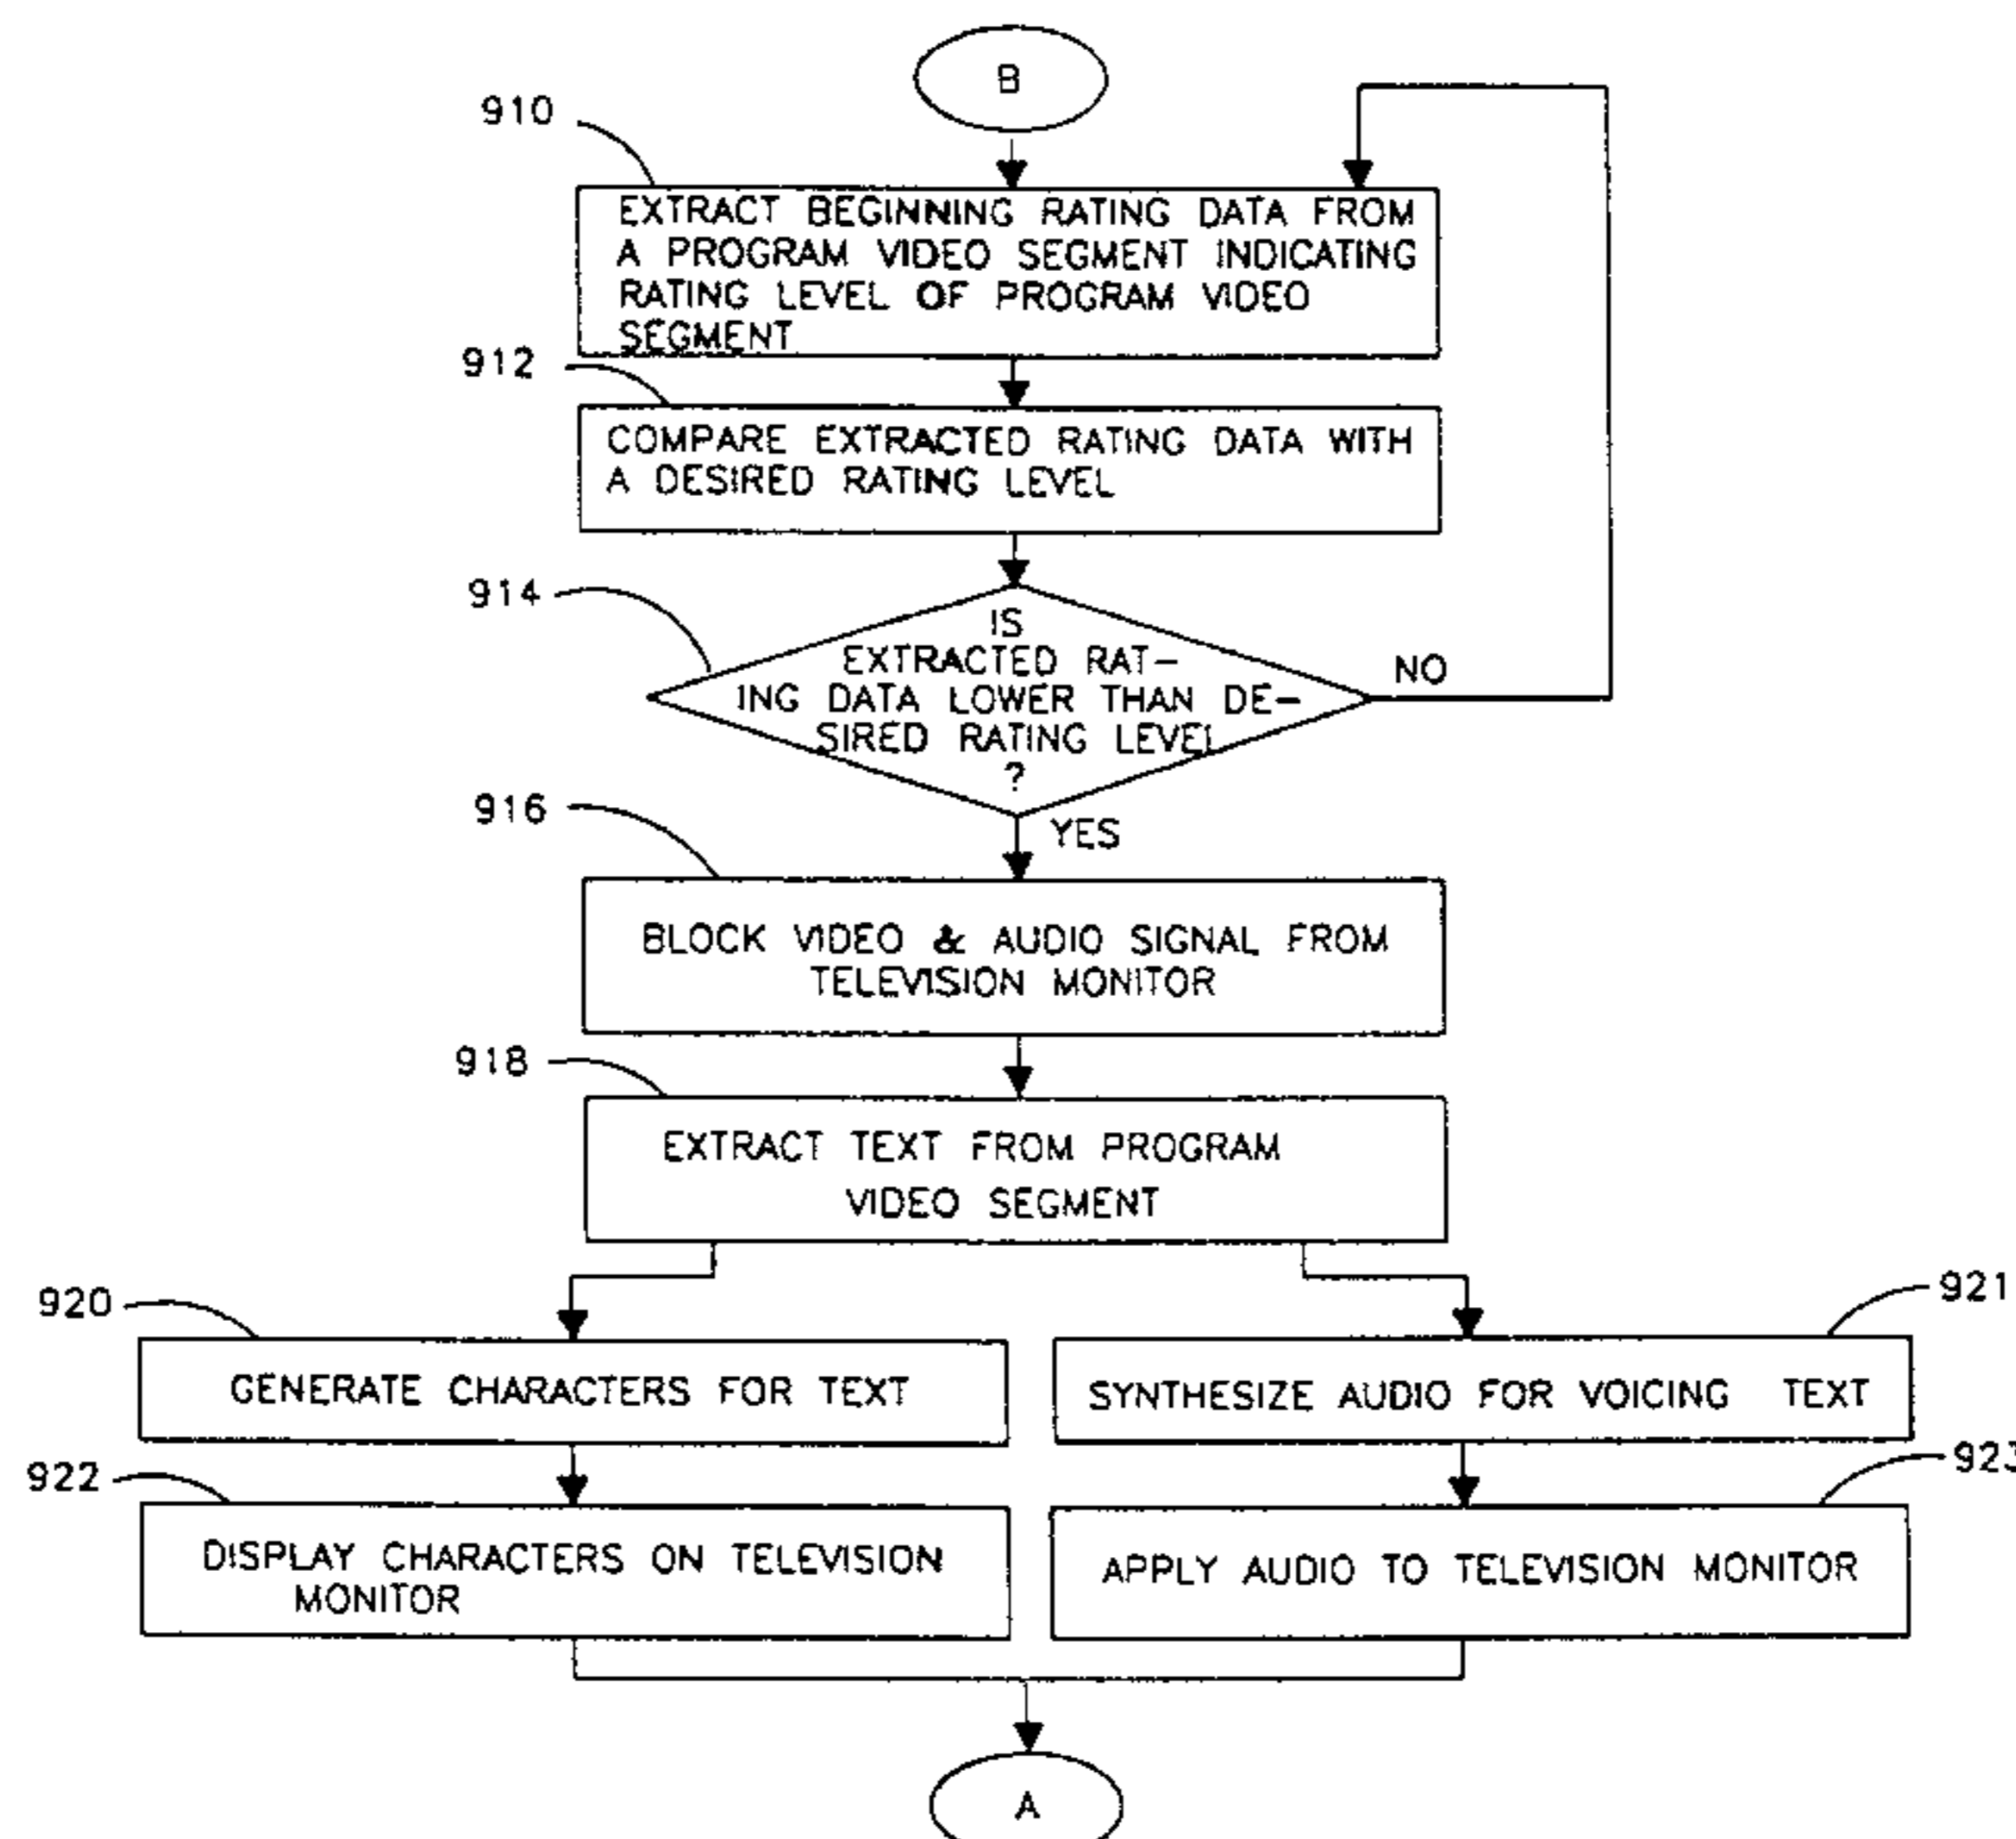 B
910
EXTRACT BEGINNING RATING DATA FROM
A PROGRAM VIDEO SEGMENT INDICATING
RATING LEVEL OF PROGRAM VIDEO
SEGMENT
912
COMPARE EXTRACTED RATING DATA WITH
A DESIRED RATING LEVEL
914
IS
EXTRACTED RAT-
ING DATA LOWER THAN DE-
SIRED RATING LEVEL
?
NO
YES
916
BLOCK VIDEO & AUDIO SIGNAL FROM
TELEVISION MONITOR
918
EXTRACT TEXT FROM PROGRAM
VIDEO SEGMENT
920
GENERATE CHARACTERS FOR TEXT
921
SYNTHESIZE AUDIO FOR VOICING TEXT
922
DISPLAY CHARACTERS ON TELEVISION
MONITOR
923
APPLY AUDIO TO TELEVISION MONITOR
A